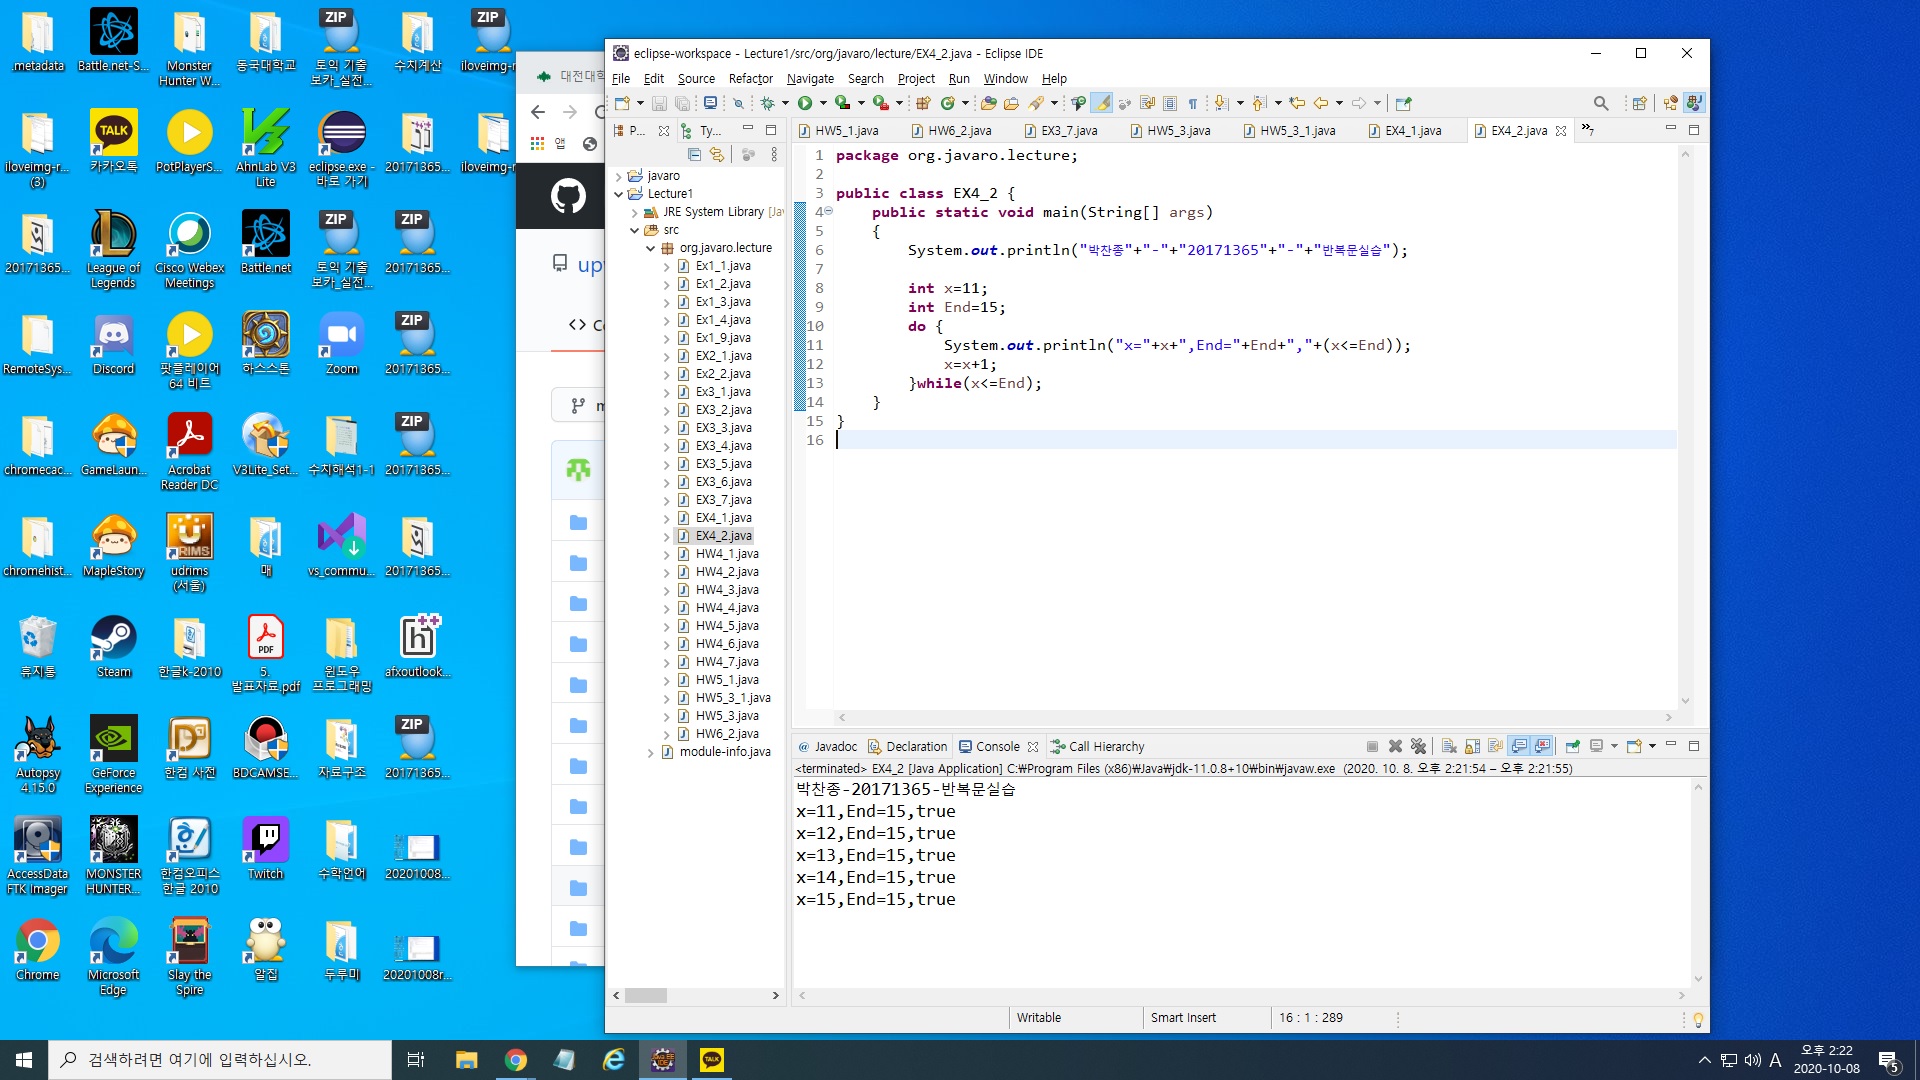 .metadata
Battle.net-S...
Monster
Hunter W...
동국대학교
ZIP
토익 기출
보카_실전...
수치계산
ZIP
iloveimg-r
iloveimg-r...
(3)
TALK
카카오톡
PotPlayerS...
AhnLab V3
Lite
eclipse.exe -
바로 가기
20171365...
iloveimg-r
20171365...
League of
Legends
Cisco Webex
Meetings
Battle.net
ZIP
토익 기출
보카_실전...
ZIP
20171365...
RemoteSys...
Discord
팟플레이어
64 비트
하스스톤
Zoom
ZIP
20171365...
chromecac...
GameLaun...
Acrobat
Reader DC
V3Lite_Set...
수치해석1-1
ZIP
20171365...
chromehist...
MapleStory
RIMS
udrims
(서울)
매
vs_commu...
20171365...
휴지통
Steam
한글k-2010
PDF
5.
발표자료.pdf
윈도우
프로그래밍
afxoutlook...
Autopsy
4.15.0
GeForce
Experience
한컴 사전
BDCAMSE...
자료구조
ZIP
20171365...
AccessData
FTK Imager
MONSTER
HUNTER...
한컴오피스
한글 2010
Twitch
수학언어
20201008...
Chrome
Microsoft
Edge
Slay the
Spire
알집
두루미
20201008r...
대전대학
앱
up
<> C
eclipse-workspace - Lecture1/src/org/javaro/lecture/EX4_2.java - Eclipse IDE
File Edit Source Refactor Navigate Search Project Run Window Help
P... Ty...
javaro
Lecture1
JRE System Library [Jav
src
org.javaro.lecture
Ex1_1.java
Ex1_2.java
Ex1_3.java
Ex1_4.java
Ex1_9.java
EX2_1.java
Ex2_2.java
Ex3_1.java
EX3_2.java
EX3_3.java
EX3_4.java
EX3_5.java
EX3_6.java
EX3_7.java
EX4_1.java
EX4_2.java
HW4_1.java
HW4_2.java
HW4_3.java
HW4_4.java
HW4_5.java
HW4_6.java
HW4_7.java
HW5_1.java
HW5_3_1.java
HW5_3.java
HW6_2.java
module-info.java
HW5_1.java HW6_2.java EX3_7.java HW5_3.java HW5_3_1.java EX4_1.java EX4_2.java »7
1 package org.javaro.lecture;
2
3 public class EX4_2 {
4 public static void main(String[] args)
5 {
6 System.out.println("박찬종"+"-"+"20171365"+"-"+"반복문실습");
7
8 int x=11;
9 int End=15;
10 do {
11 System.out.println("x="+x+",End="+End+","+(x<=End));
12 x=x+1;
13 }while(x<=End);
14 }
15 }
16
@ Javadoc Declaration Console Call Hierarchy
<terminated> EX4_2 [Java Application] C:₩Program Files (x86)₩Java₩jdk-11.0.8+10₩bin₩javaw.exe (2020. 10. 8. 오후 2:21:54 – 오후 2:21:55)
박찬종-20171365-반복문실습
x=11,End=15,true
x=12,End=15,true
x=13,End=15,true
x=14,End=15,true
x=15,End=15,true
Writable Smart Insert 16 : 1 : 289
검색하려면 여기에 입력하십시오.
TALK
A
오후 2:22
2020-10-08
5